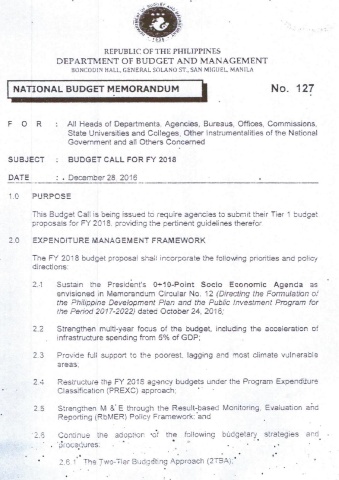 REPUBLIC OF THE PHILIPPINES
DEPARTMENT OF BUDGET AND MANAGEMENT
BONCODIN HALL, GENERAL SOLANO ST., SAN MIGUEL, MANILA
NATIONAL BUDGET MEMORANDUM No. 127
F O R : All Heads of Departments, Agencies, Bureaus, Offices, Commissions,
State Universities and Colleges, Other Instrumentalities of the National
Government and all Others Concerned
SUBJECT : BUDGET CALL FOR FY 2018
DATE : December 28, 2016
1.0 PURPOSE
This Budget Call is being issued to require agencies to submit their Tier 1 budget
proposals for FY 2018, providing the pertinent guidelines therefor.
2.0 EXPENDITURE MANAGEMENT FRAMEWORK
The FY 2018 budget proposal shall incorporate the following priorities and policy
directions:
2.1 Sustain the President's 0+10-Point Socio Economic Agenda as
envisioned in Memorandum Circular No. 12 (Directing the Formulation of
the Philippine Development Plan and the Public Investment Program for
the Period 2017-2022) dated October 24, 2016;
2.2 Strengthen multi-year focus of the budget, including the acceleration of
infrastructure spending from 5% of GDP;
2.3 Provide full support to the poorest, lagging and most climate vulnerable
areas;
2.4 Restructure the FY 2018 agency budgets under the Program Expenditure
Classification (PREXC) approach;
2.5 Strengthen M & E through the Result-based Monitoring, Evaluation and
Reporting (RbMER) Policy Framework; and
2.6 Continue the adoption of the following budgetary strategies and
procedures:
2.6.1 The Two-Tier Budgeting Approach (2TBA);